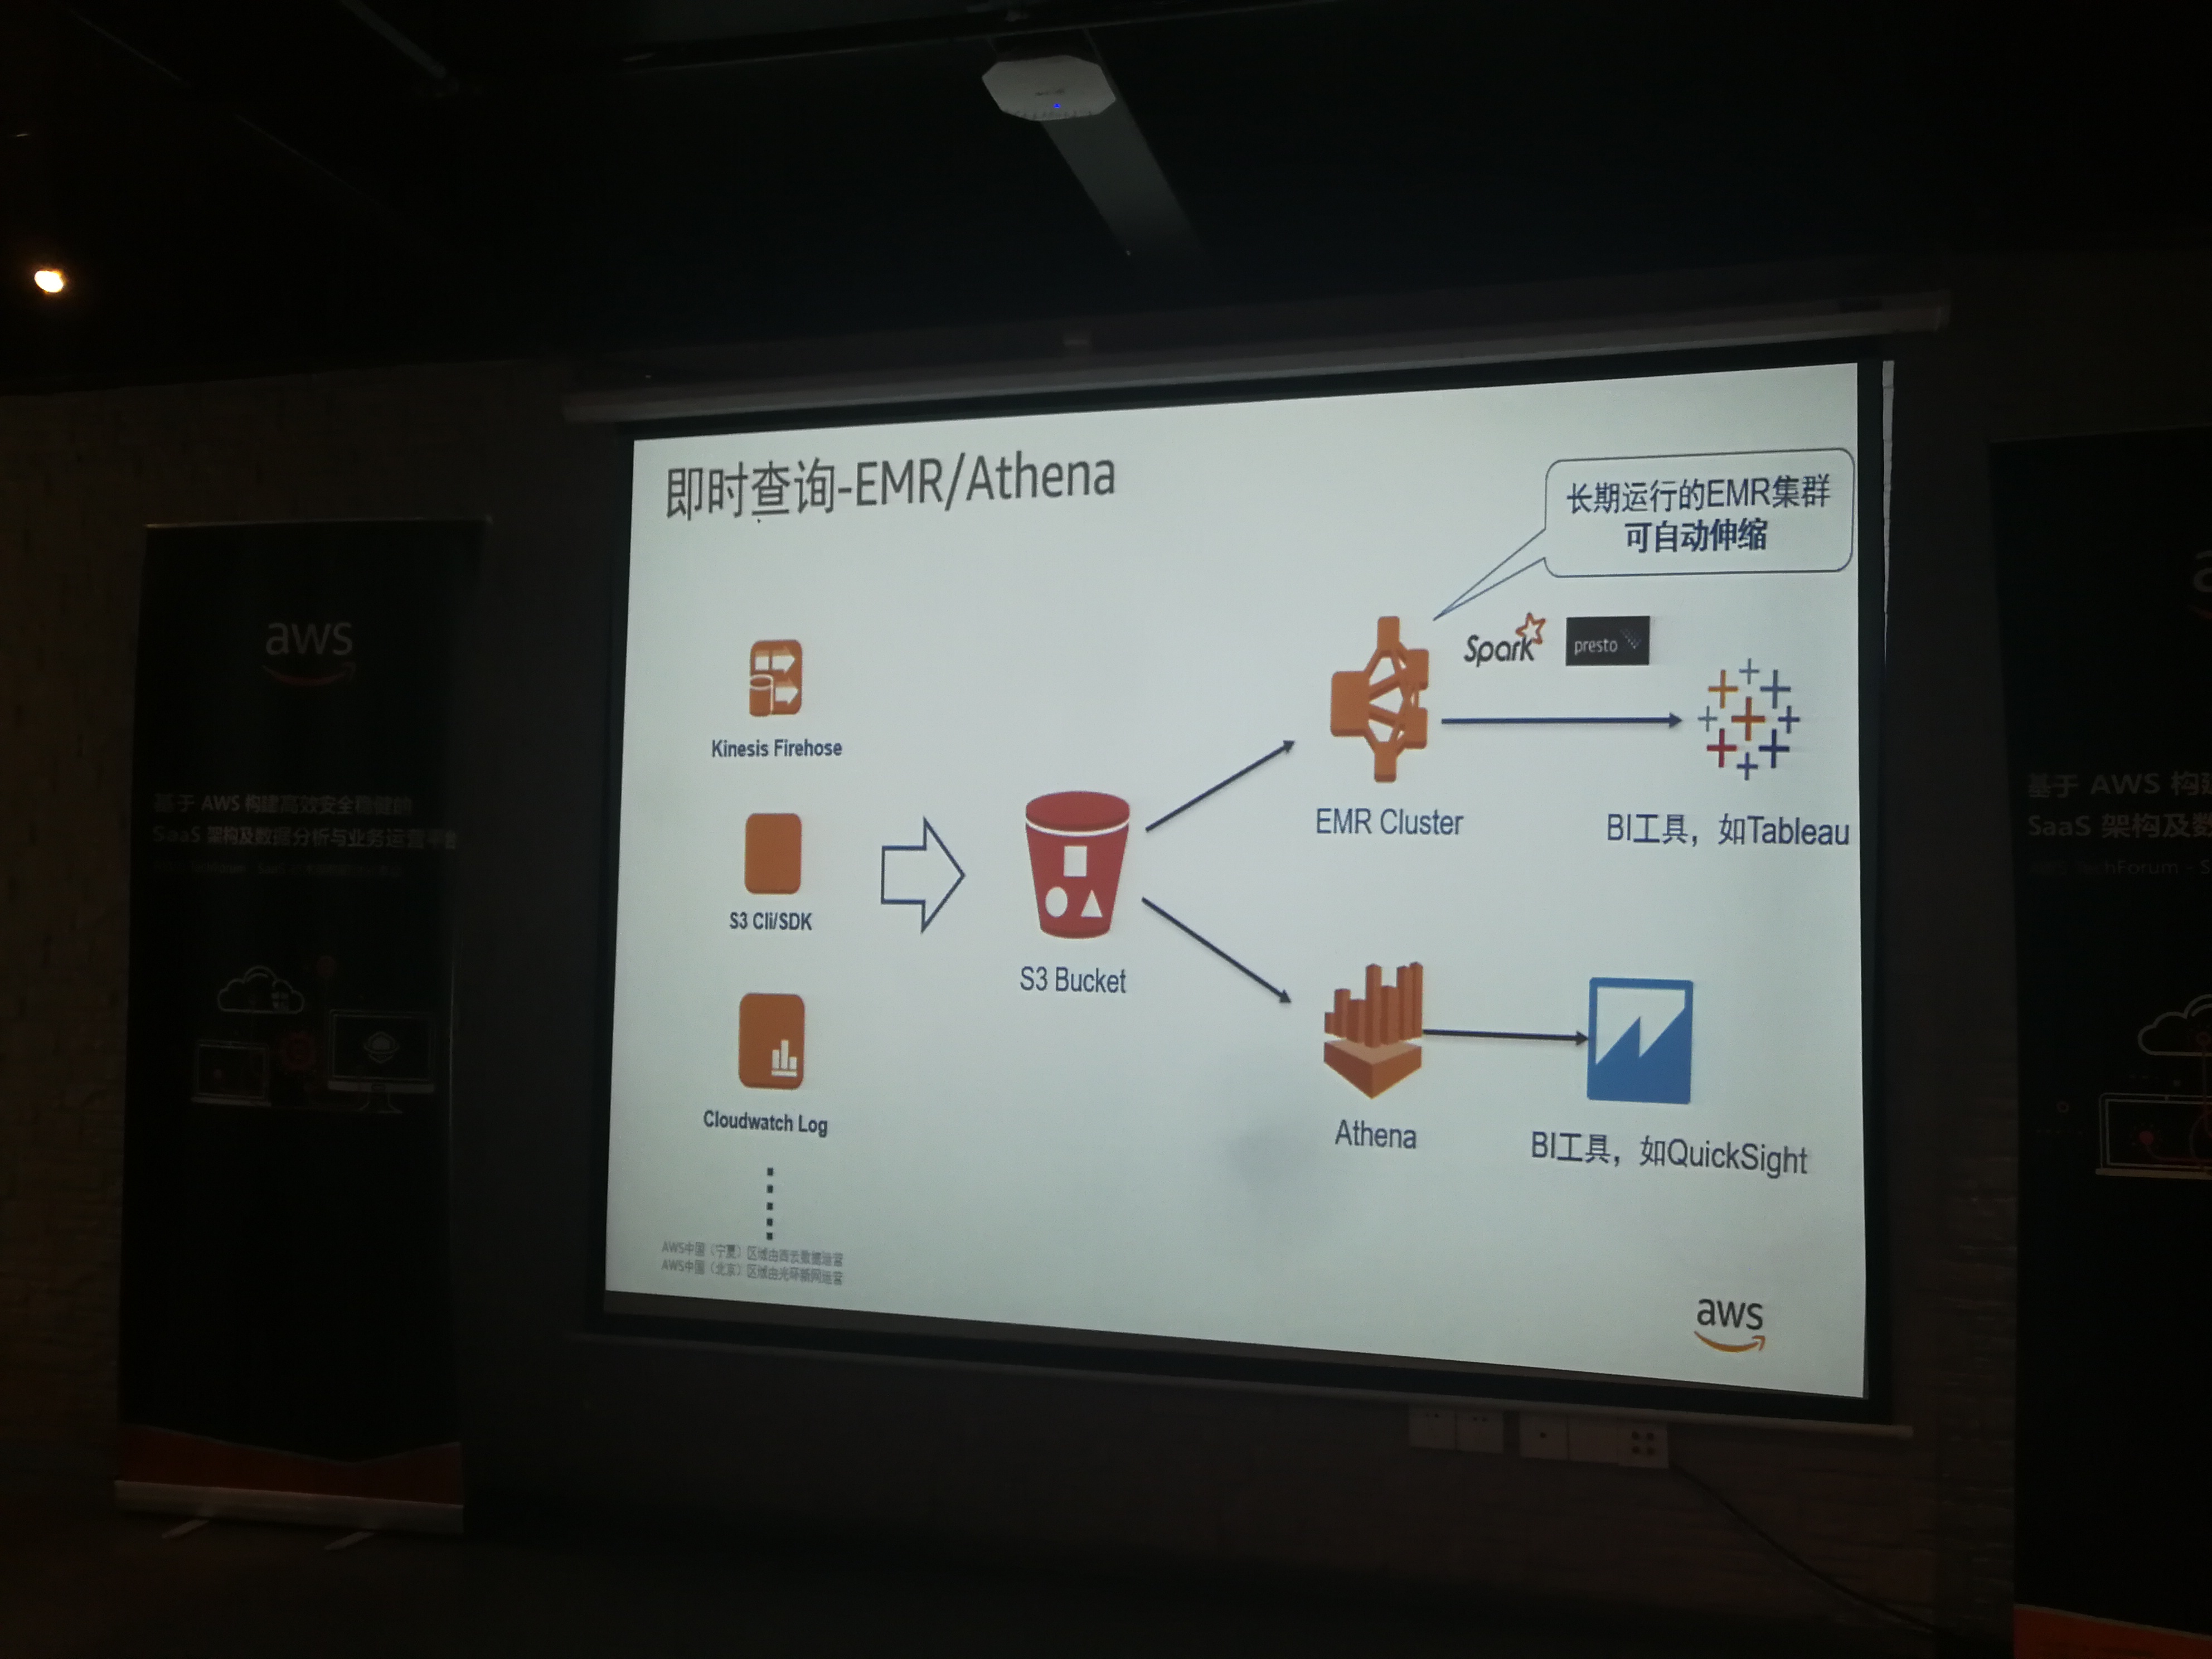 即时查询-EMR/Athena
长期运行的EMR集群
可自动伸缩
Spark
presto
Kinesis Firehose
EMR Cluster
BI工具，如Tableau
S3 Cli/SDK
S3 Bucket
Cloudwatch Log
Athena
BI工具，如QuickSight
AWS中国（宁夏）区域由西云数据运营
AWS中国（北京）区域由光环新网运营
aws
aws
基于 AWS 构建高效安全稳健的
SaaS 架构及数据分析与业务运营平台
基于 AWS 构建
SaaS 架构及数